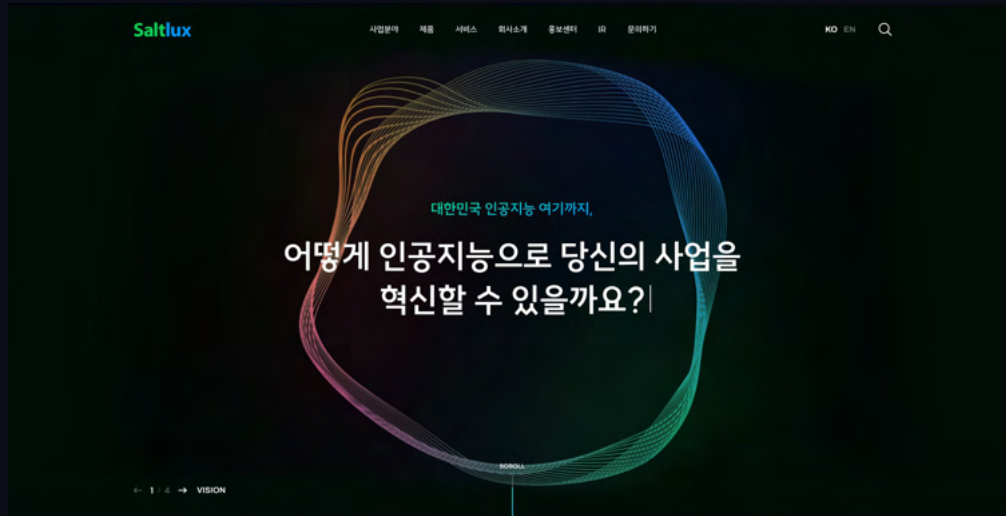 Saltlux
사업분야 제품 서비스 회사소개 홍보센터 IR 문의하기
KO EN
대한민국 인공지능 여기까지,
어떻게 인공지능으로 당신의 사업을
혁신할 수 있을까요?
SCROLL
← 1 / 4 → VISION